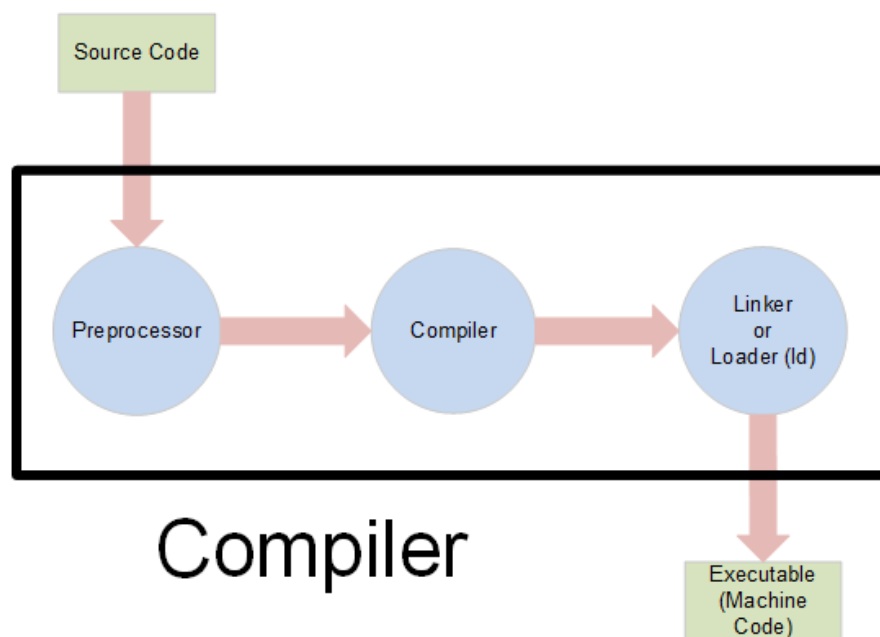 Source Code
Preprocessor
Compiler
Linker
or
Loader (ld)
Compiler
Executable
(Machine
Code)